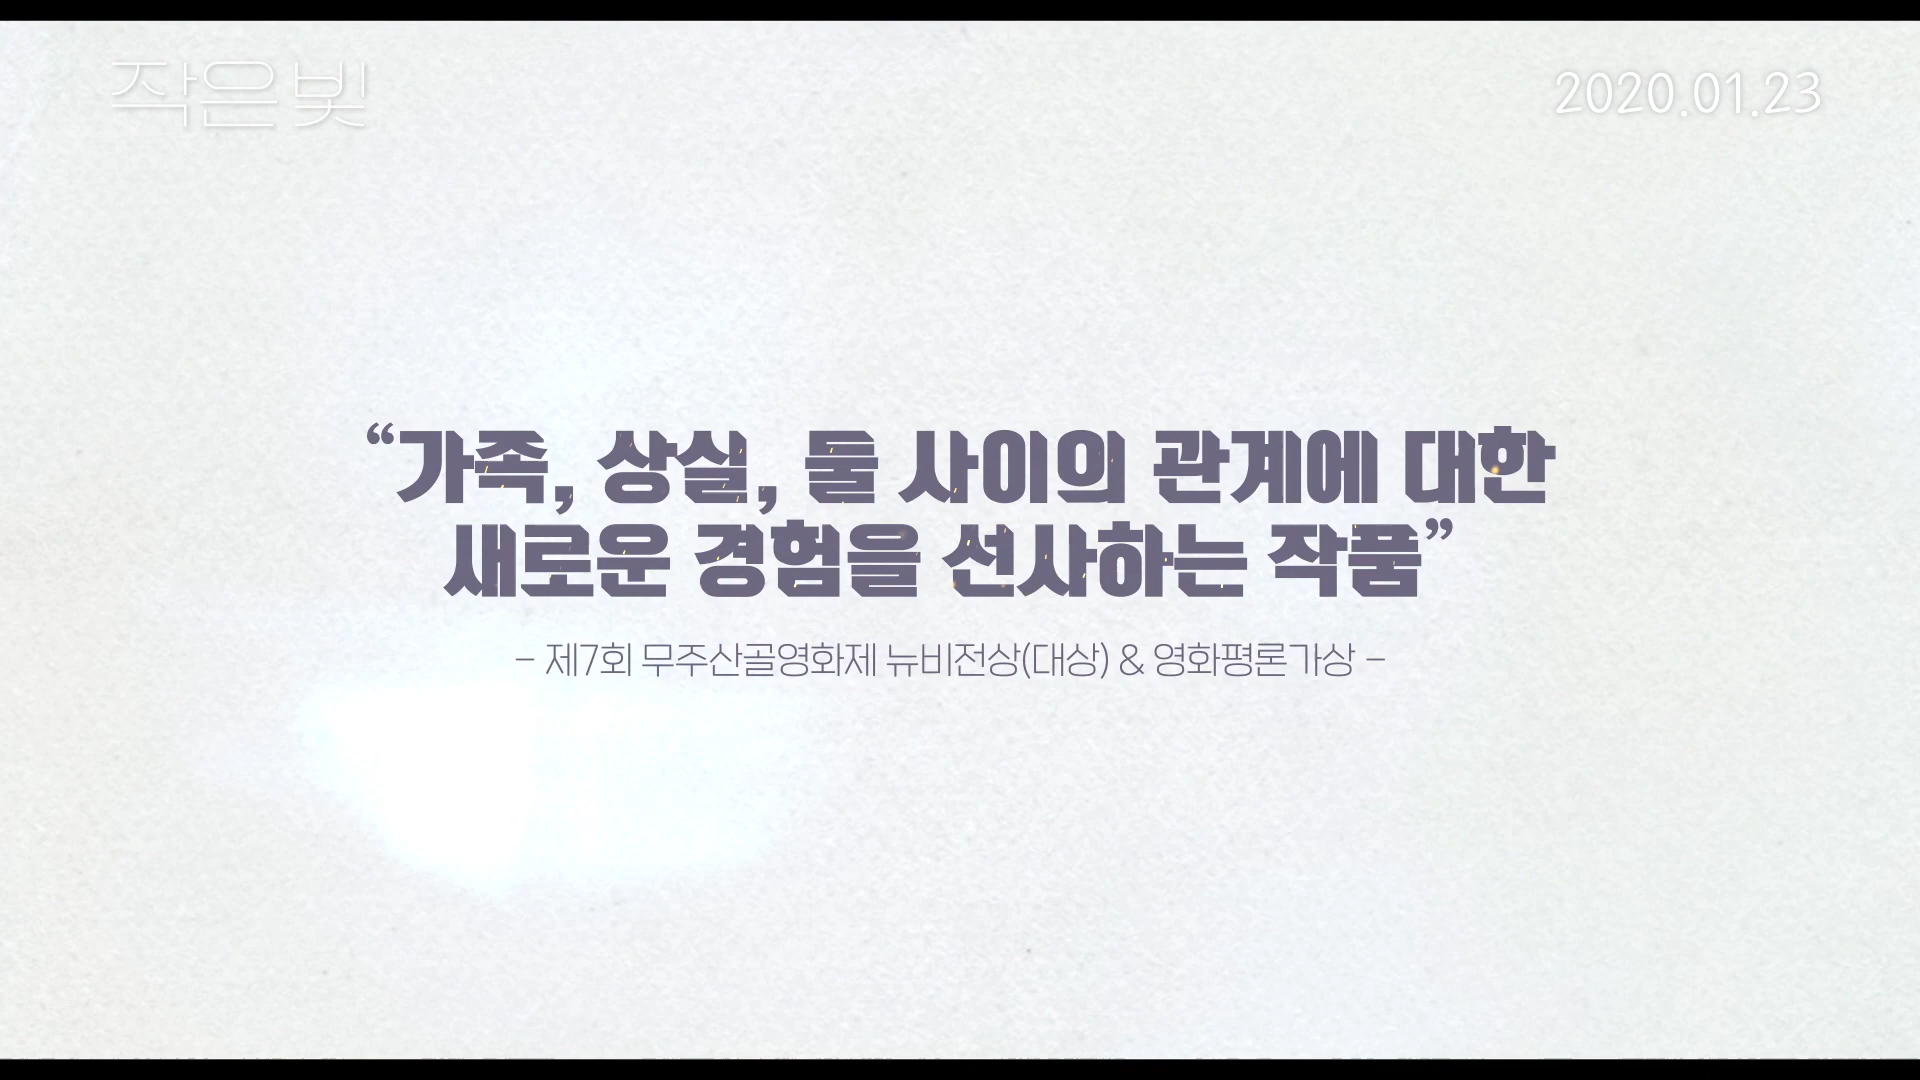 작은 빛
2020.01.23
“가족, 상실, 둘 사이의 관계에 대한
새로운 경험을 선사하는 작품”
– 제7회 무주산골영화제 뉴비전상(대상) & 영화평론가상 –